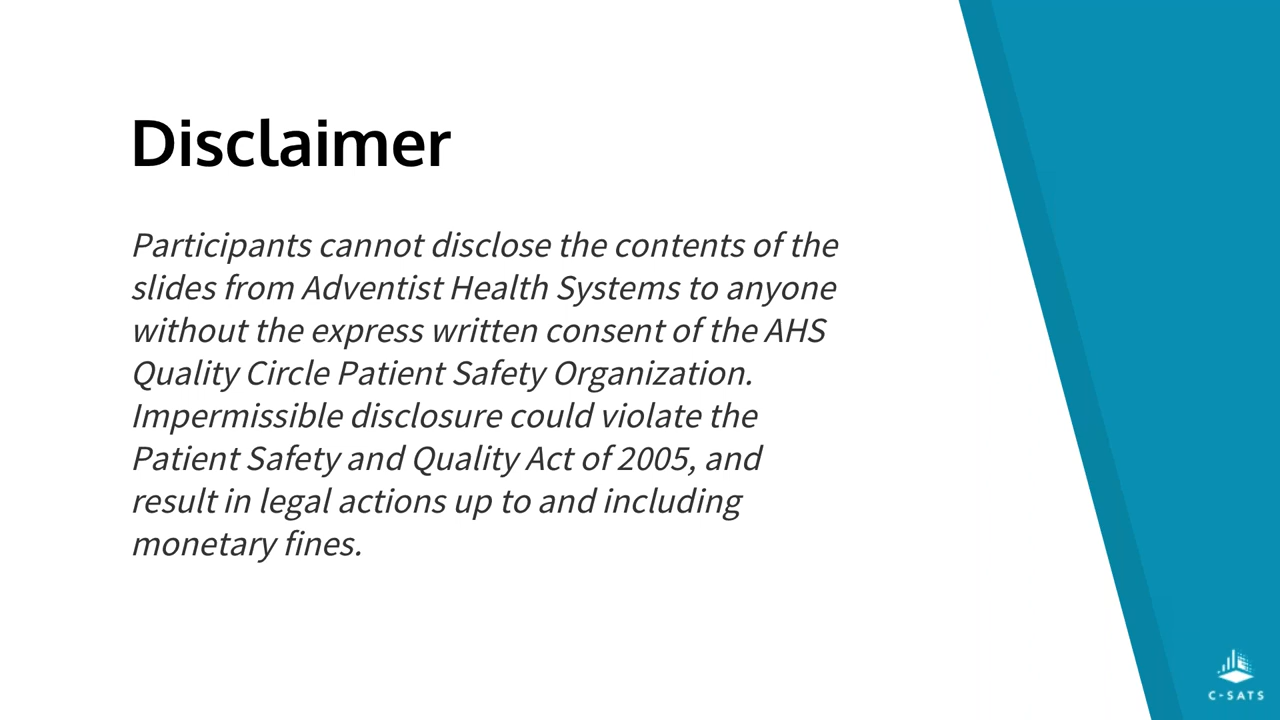 Disclaimer
Participants cannot disclose the contents of the
slides from Adventist Health Systems to anyone
without the express written consent of the AHS
Quality Circle Patient Safety Organization.
Impermissible disclosure could violate the
Patient Safety and Quality Act of 2005, and
result in legal actions up to and including
monetary fines.
C-SATS